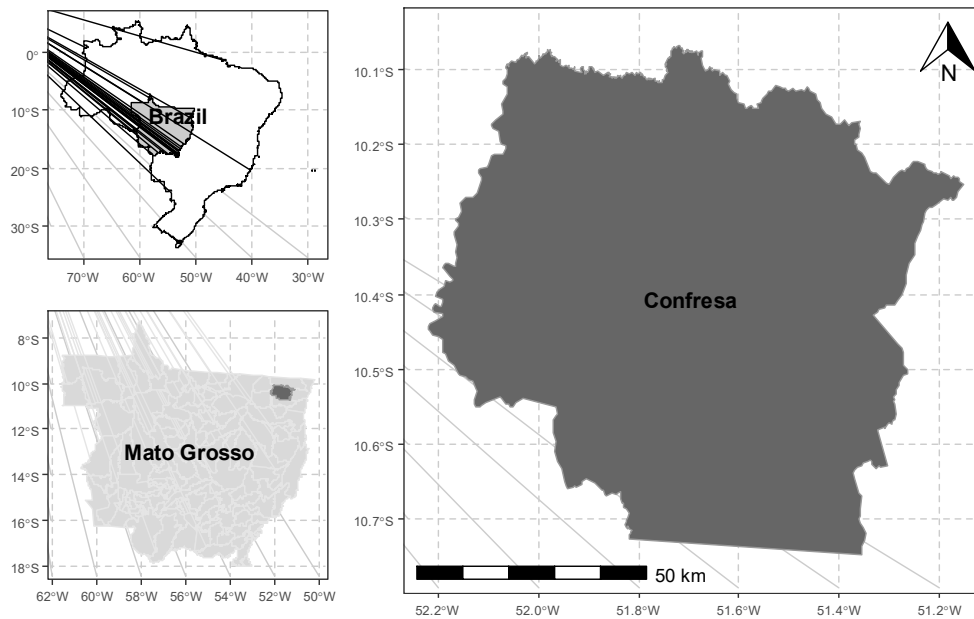 0°
10°S
20°S
30°S
Brazil
70°W 60°W 50°W 40°W 30°W
8°S
10°S
12°S
14°S
16°S
18°S
Mato Grosso
62°W 60°W 58°W 56°W 54°W 52°W 50°W
N
10.1°S
10.2°S
10.3°S
10.4°S
10.5°S
10.6°S
10.7°S
Confresa
50 km
52.2°W 52.0°W 51.8°W 51.6°W 51.4°W 51.2°W